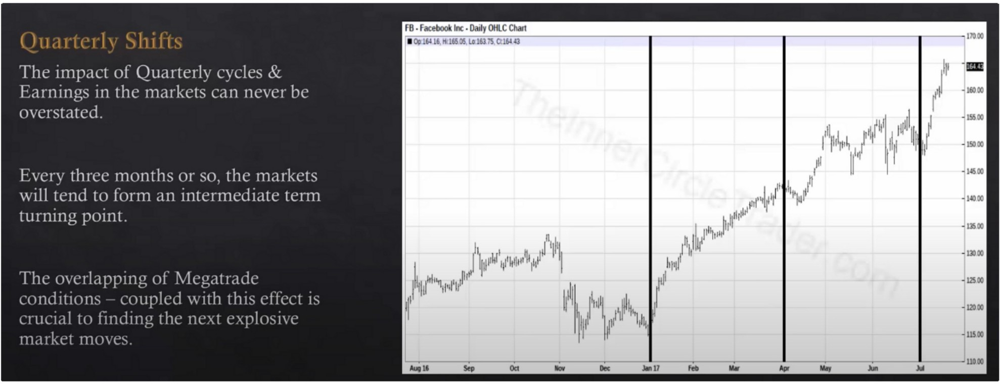 Quarterly Shifts
The impact of Quarterly cycles &
Earnings in the markets can never be
overstated.
Every three months or so, the markets
will tend to form an intermediate term
turning point.
The overlapping of Megatrade
conditions – coupled with this effect is
crucial to finding the next explosive
market moves.
FB - Facebook Inc - Daily OHLC Chart
Op:164.16, Hi:165.05, Lo:163.75, Cl:164.43
TheInnerCircleTrader.com
170.00
164.43
160.00
155.00
150.00
145.00
140.00
135.00
130.00
125.00
120.00
115.00
110.00
Aug 16 Sep Oct Nov Dec Jan 17 Feb Mar Apr May Jun Jul